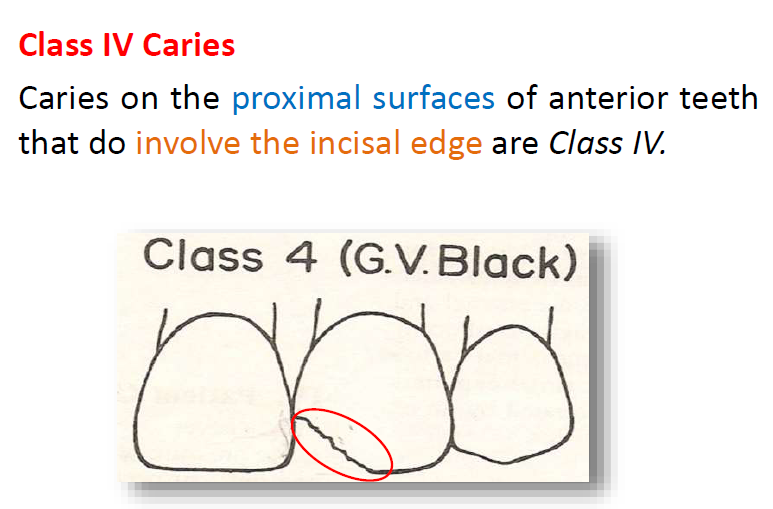 Class IV Caries
Caries on the proximal surfaces of anterior teeth
that do involve the incisal edge are Class IV.
Class 4 (G.V.Black)